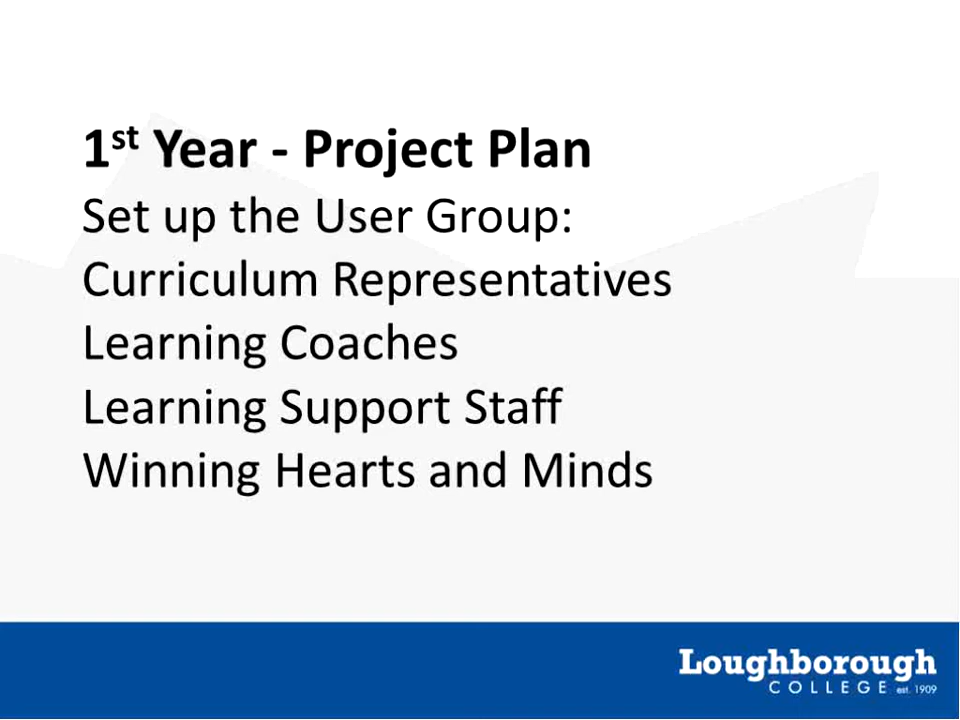 1st Year - Project Plan
Set up the User Group:
Curriculum Representatives
Learning Coaches
Learning Support Staff
Winning Hearts and Minds
Loughborough
COLLEGE est. 1909